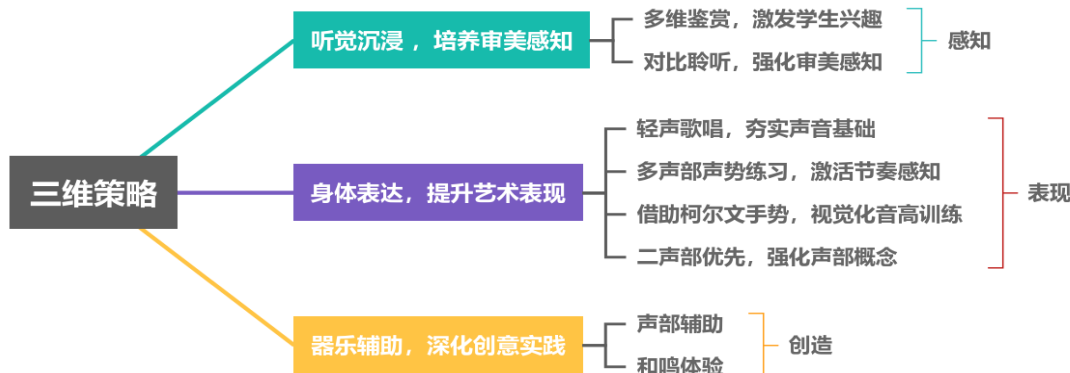 三维策略
听觉沉浸 ，培养审美感知
多维鉴赏，激发学生兴趣
对比聆听，强化审美感知
感知
身体表达，提升艺术表现
轻声歌唱，夯实声音基础
多声部声势练习，激活节奏感知
借助柯尔文手势，视觉化音高训练
二声部优先，强化声部概念
表现
器乐辅助，深化创意实践
声部辅助
和鸣体验
创造